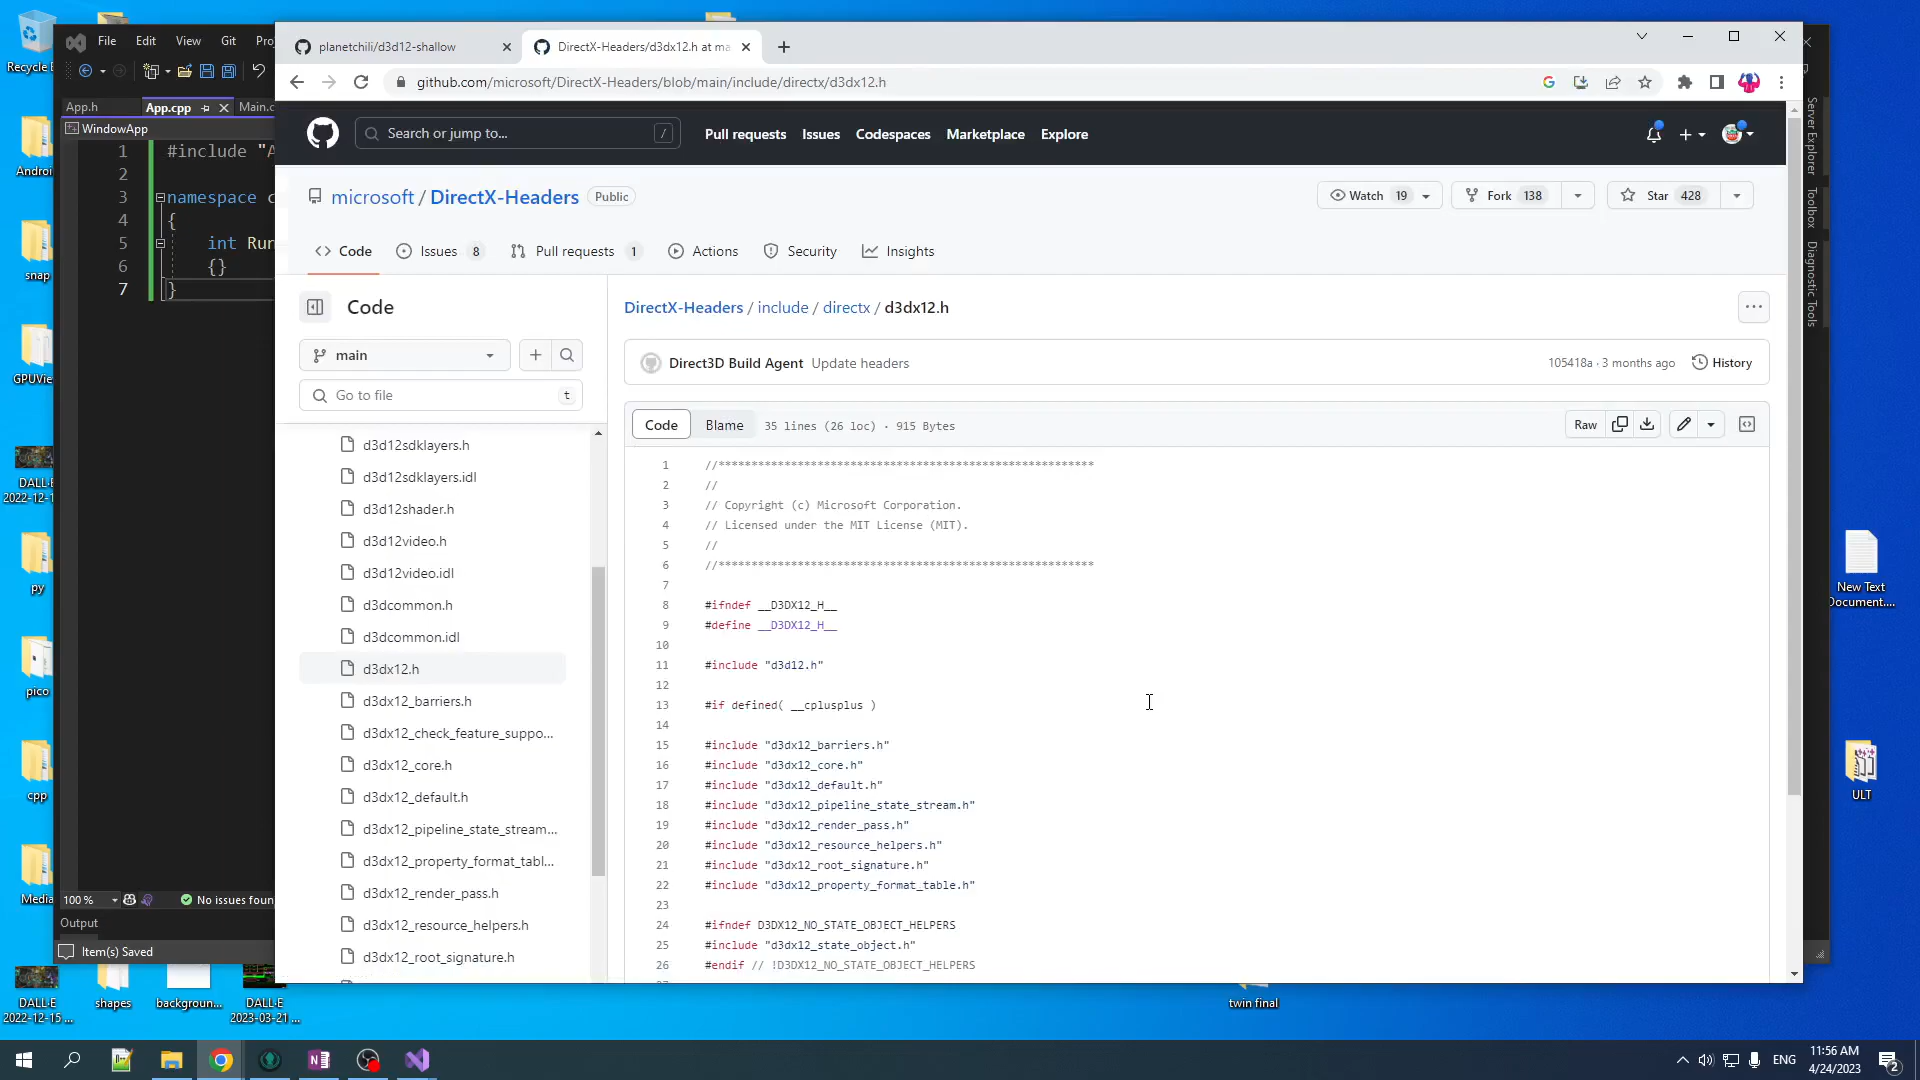 Recycle
File Edit View Git
App.h App.cpp Main.c
WindowApp
1 #include "A
2
3 namespace c
4 {
5 int Run
6 {}
7 }
100 %
No issues foun
Output
Item(s) Saved
planetchili/d3d12-shallow
DirectX-Headers/d3dx12.h at ma
github.com/microsoft/DirectX-Headers/blob/main/include/directx/d3dx12.h
Search or jump to... /
Pull requests Issues Codespaces Marketplace Explore
microsoft / DirectX-Headers Public
Watch 19 Fork 138 Star 428
Code Issues 8 Pull requests 1 Actions Security Insights
Code
main
Go to file t
d3d12sdklayers.h
d3d12sdklayers.idl
d3d12shader.h
d3d12video.h
d3d12video.idl
d3dcommon.h
d3dcommon.idl
d3dx12.h
d3dx12_barriers.h
d3dx12_check_feature_suppo...
d3dx12_core.h
d3dx12_default.h
d3dx12_pipeline_state_stream...
d3dx12_property_format_tabl...
d3dx12_render_pass.h
d3dx12_resource_helpers.h
d3dx12_root_signature.h
DirectX-Headers / include / directx / d3dx12.h
Direct3D Build Agent Update headers 105418a · 3 months ago History
Code Blame 35 lines (26 loc) · 915 Bytes Raw
1 //*********************************************************
2 //
3 // Copyright (c) Microsoft Corporation.
4 // Licensed under the MIT License (MIT).
5 //
6 //*********************************************************
7
8 #ifndef __D3DX12_H__
9 #define __D3DX12_H__
10
11 #include "d3d12.h"
12
13 #if defined( __cplusplus )
14
15 #include "d3dx12_barriers.h"
16 #include "d3dx12_core.h"
17 #include "d3dx12_default.h"
18 #include "d3dx12_pipeline_state_stream.h"
19 #include "d3dx12_render_pass.h"
20 #include "d3dx12_resource_helpers.h"
21 #include "d3dx12_root_signature.h"
22 #include "d3dx12_property_format_table.h"
23
24 #ifndef D3DX12_NO_STATE_OBJECT_HELPERS
25 #include "d3dx12_state_object.h"
26 #endif // !D3DX12_NO_STATE_OBJECT_HELPERS
Server Explorer
Toolbox
Diagnostic Tools
Androi
snap
GPUVie
DALL·E
2022-12-1
py
pico
cpp
Media
DALL·E
2022-12-15 ...
shapes
backgroun...
DALL·E
2023-03-21 ...
twin final
New Text
Document....
ULT
ENG
11:56 AM
4/24/2023
2